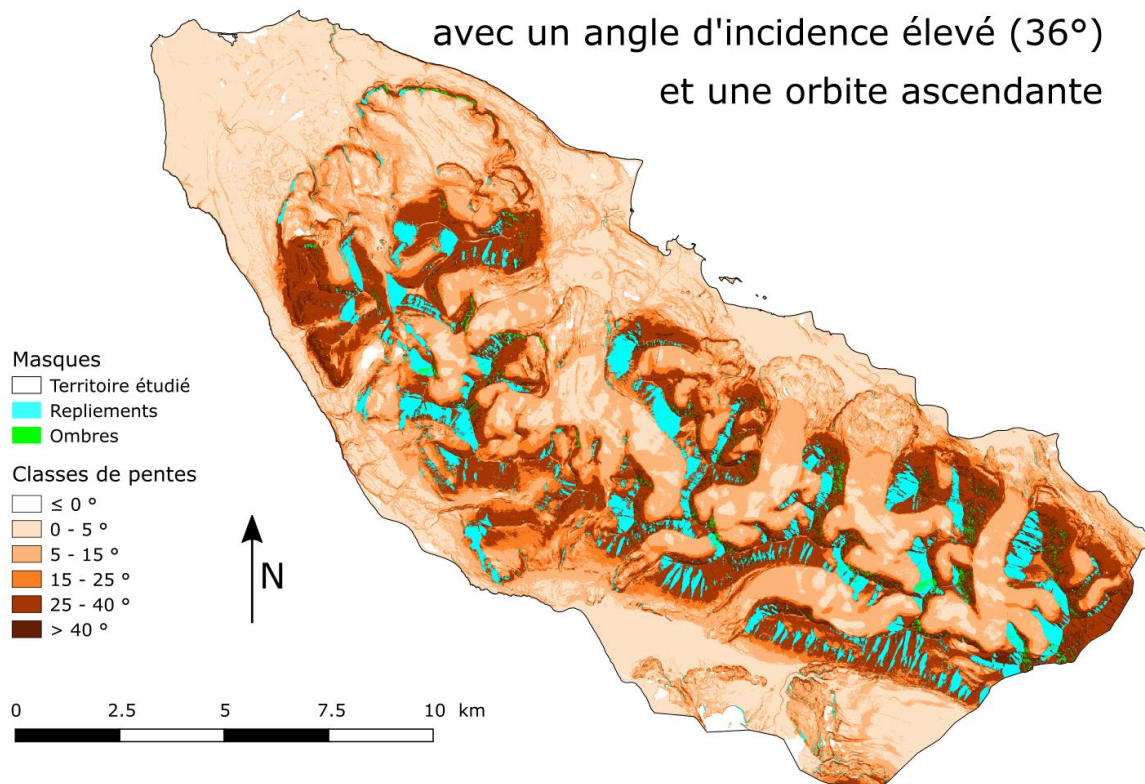 avec un angle d'incidence élevé (36°)
et une orbite ascendante
Masques
Territoire étudié
Repliements
Ombres
Classes de pentes
≤ 0 °
0 - 5 °
5 - 15 °
15 - 25 °
25 - 40 °
> 40 °
N
0 2.5 5 7.5 10 km